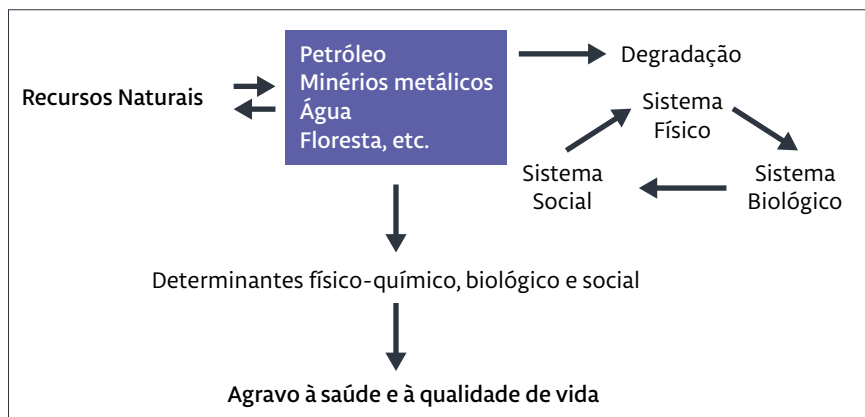 Recursos Naturais
Petróleo
Minérios metálicos
Água
Floresta, etc.
Degradação
Sistema
Físico
Sistema
Social
Sistema
Biológico
Determinantes físico-químico, biológico e social
Agravo à saúde e à qualidade de vida